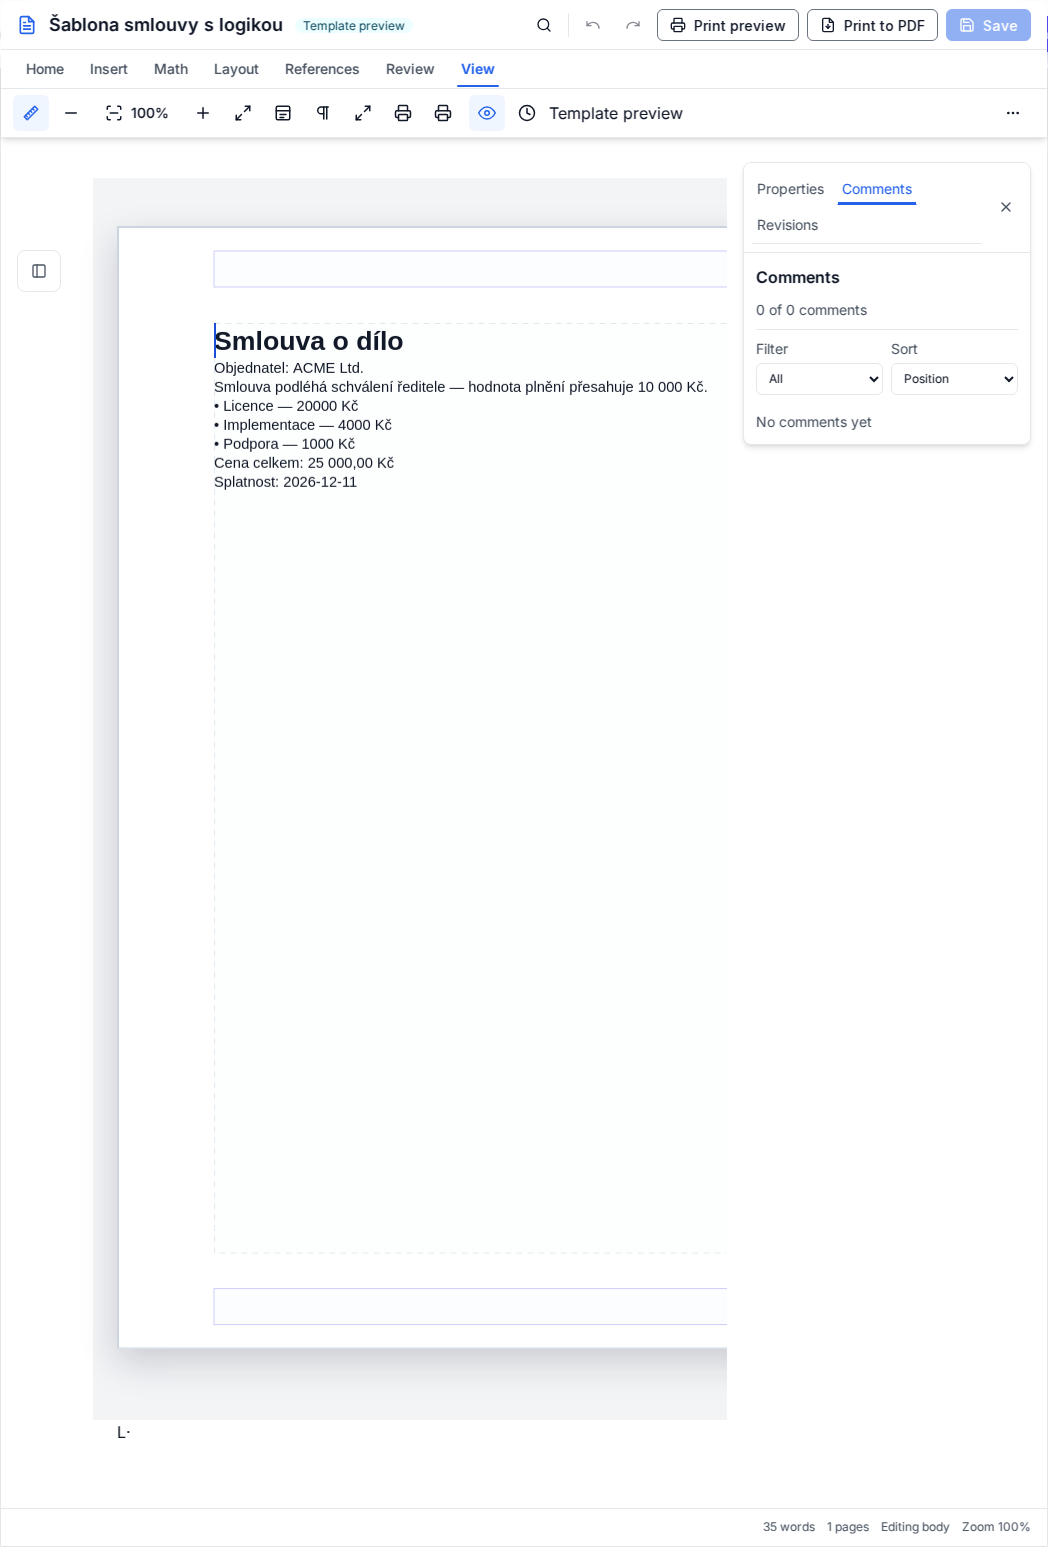 Šablona smlouvy s logikou
Template preview
Print preview
Print to PDF
Save
Home
Insert
Math
Layout
References
Review
View
100%
Template preview
Properties
Comments
Revisions
Comments
0 of 0 comments
Filter
Sort
All
Position
No comments yet
Smlouva o dílo
Objednatel: ACME Ltd.
Smlouva podléhá schválení ředitele — hodnota plnění přesahuje 10 000 Kč.
• Licence — 20000 Kč
• Implementace — 4000 Kč
• Podpora — 1000 Kč
Cena celkem: 25 000,00 Kč
Splatnost: 2026-12-11
L·
35 words
1 pages
Editing body
Zoom 100%